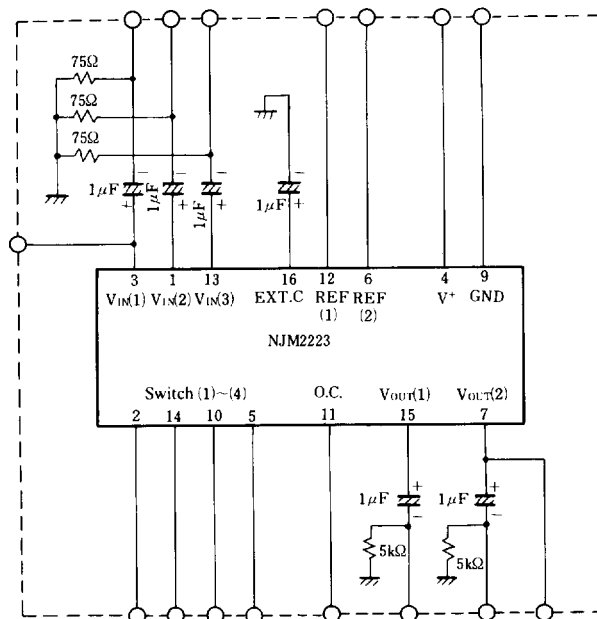 75Ω
75Ω
75Ω
1μF
1μF
1μF
1μF
3 1 13 16 12 6 4 9
VIN(1) VIN(2) VIN(3) EXT.C REF (1) REF (2) V+ GND
NJM2223
Switch (1)~(4) O.C. VOUT(1) VOUT(2)
2 14 10 5 11 15 7
1μF
1μF
5kΩ
5kΩ